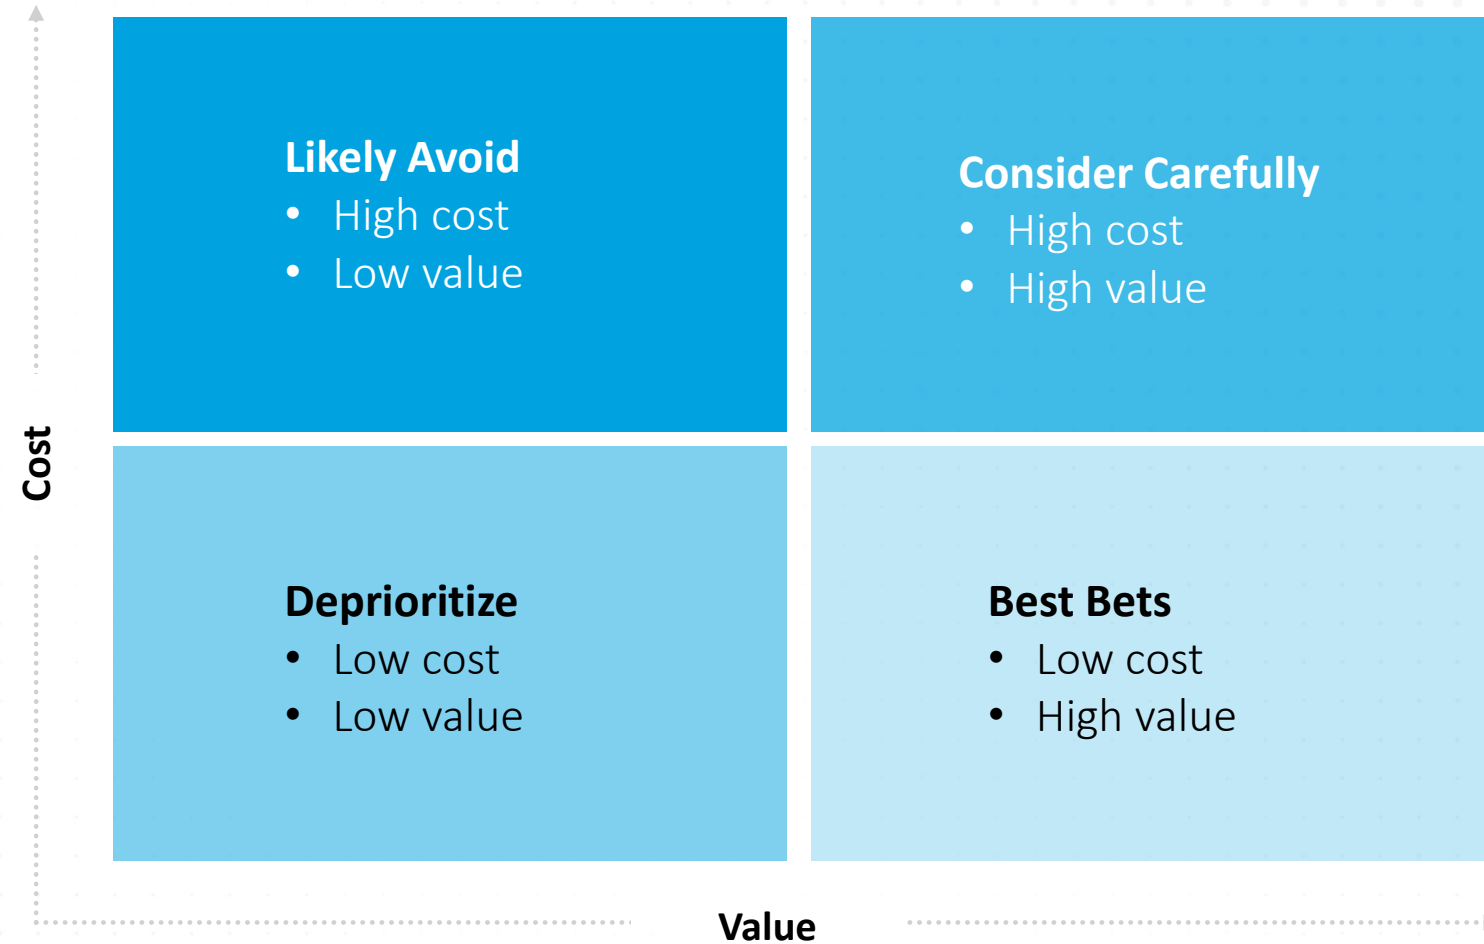 Likely Avoid
• High cost
• Low value
Consider Carefully
• High cost
• High value
Cost
Deprioritize
• Low cost
• Low value
Best Bets
• Low cost
• High value
Value